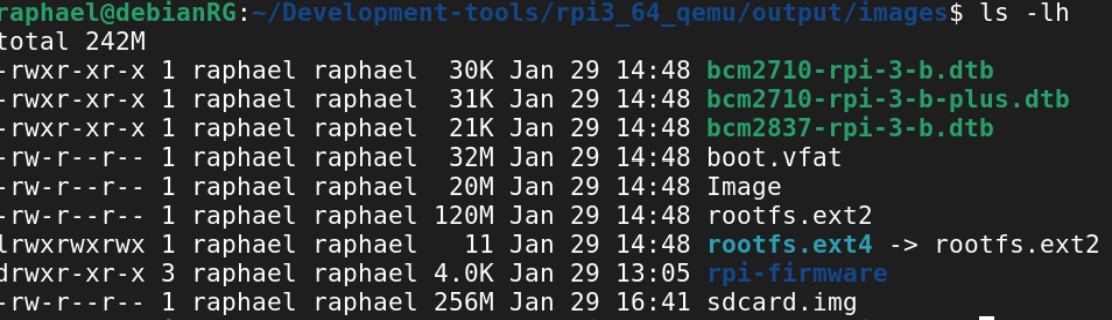 raphael@debianRG:~/Development-tools/rpi3_64_qemu/output/images$ ls -lh
total 242M
-rwxr-xr-x 1 raphael raphael  30K Jan 29 14:48 bcm2710-rpi-3-b.dtb
-rwxr-xr-x 1 raphael raphael  31K Jan 29 14:48 bcm2710-rpi-3-b-plus.dtb
-rwxr-xr-x 1 raphael raphael  21K Jan 29 14:48 bcm2837-rpi-3-b.dtb
-rw-r--r-- 1 raphael raphael  32M Jan 29 14:48 boot.vfat
-rw-r--r-- 1 raphael raphael  20M Jan 29 14:48 Image
-rw-r--r-- 1 raphael raphael 120M Jan 29 14:48 rootfs.ext2
lrwxrwxrwx 1 raphael raphael   11 Jan 29 14:48 rootfs.ext4 -> rootfs.ext2
drwxr-xr-x 3 raphael raphael 4.0K Jan 29 13:05 rpi-firmware
-rw-r--r-- 1 raphael raphael 256M Jan 29 16:41 sdcard.img